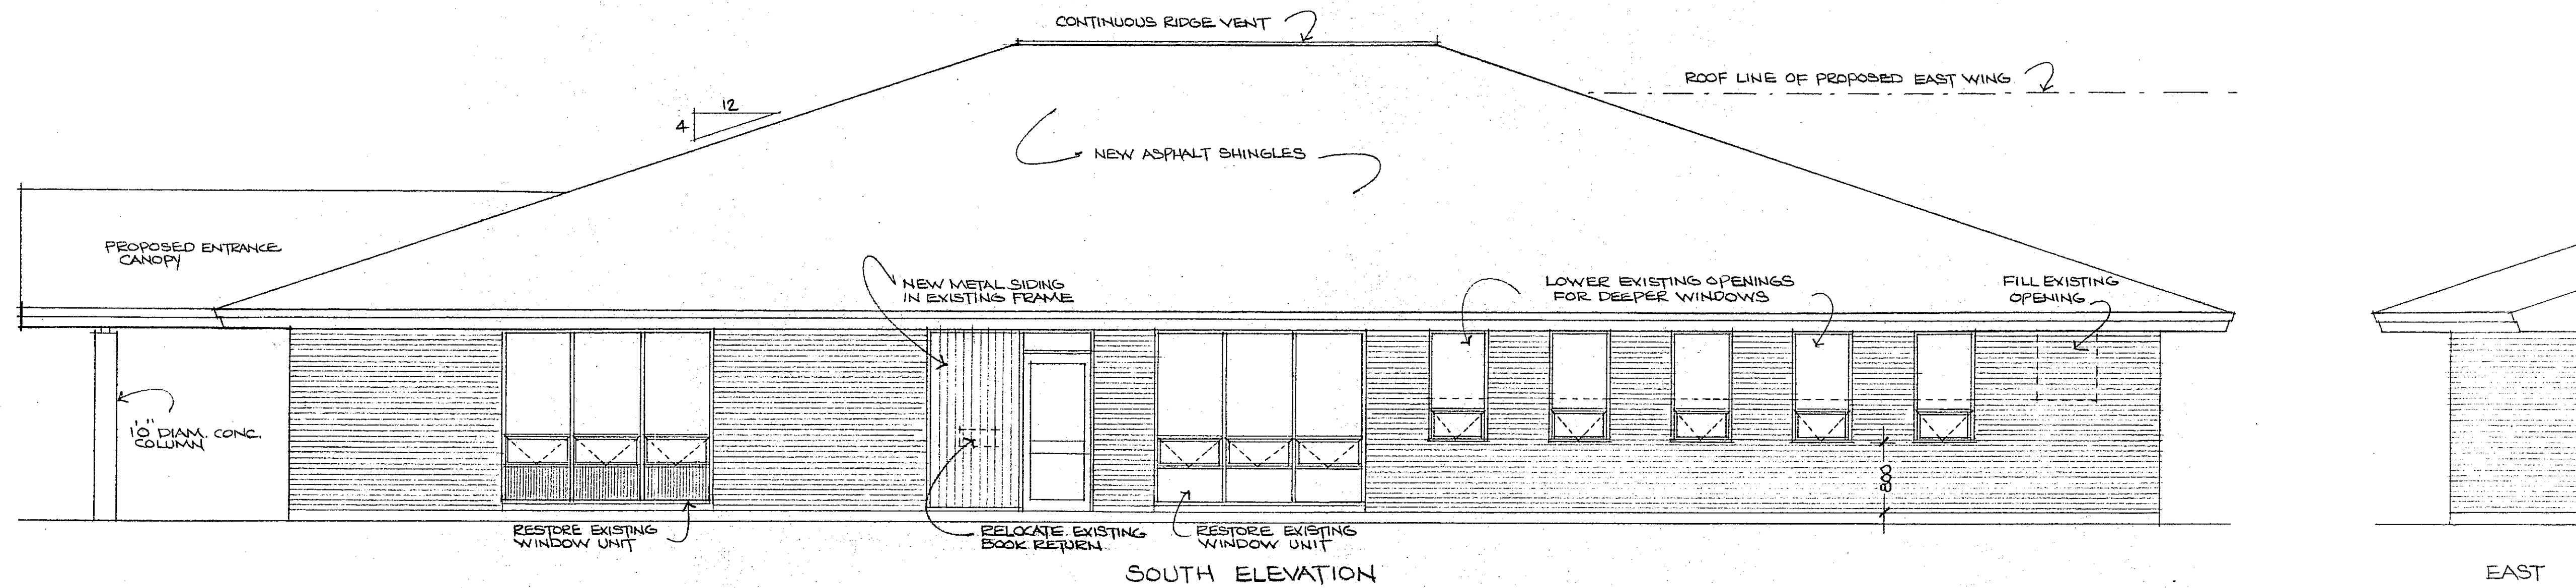 CONTINUOUS RIDGE VENT
ROOF LINE OF PROPOSED EAST WING
12
4
NEW ASPHALT SHINGLES
PROPOSED ENTRANCE
CANOPY
NEW METAL SIDING
IN EXISTING FRAME
LOWER EXISTING OPENINGS
FOR DEEPER WINDOWS
FILL EXISTING
OPENING
1'0" DIAM. CONC.
COLUMN
800
RESTORE EXISTING
WINDOW UNIT
RELOCATE EXISTING
BOOK RETURN
RESTORE EXISTING
WINDOW UNIT
SOUTH ELEVATION
EAST